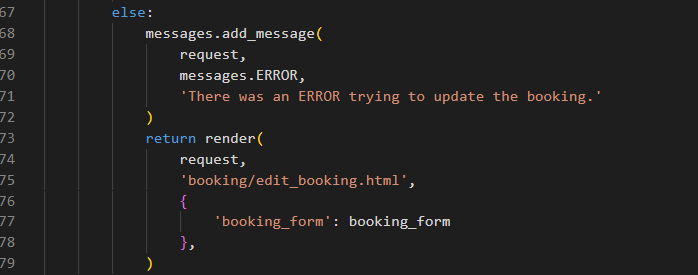 67 else:
68 messages.add_message(
69 request,
70 messages.ERROR,
71 'There was an ERROR trying to update the booking.'
72 )
73 return render(
74 request,
75 'booking/edit_booking.html',
76 {
77 'booking_form': booking_form
78 },
79 )